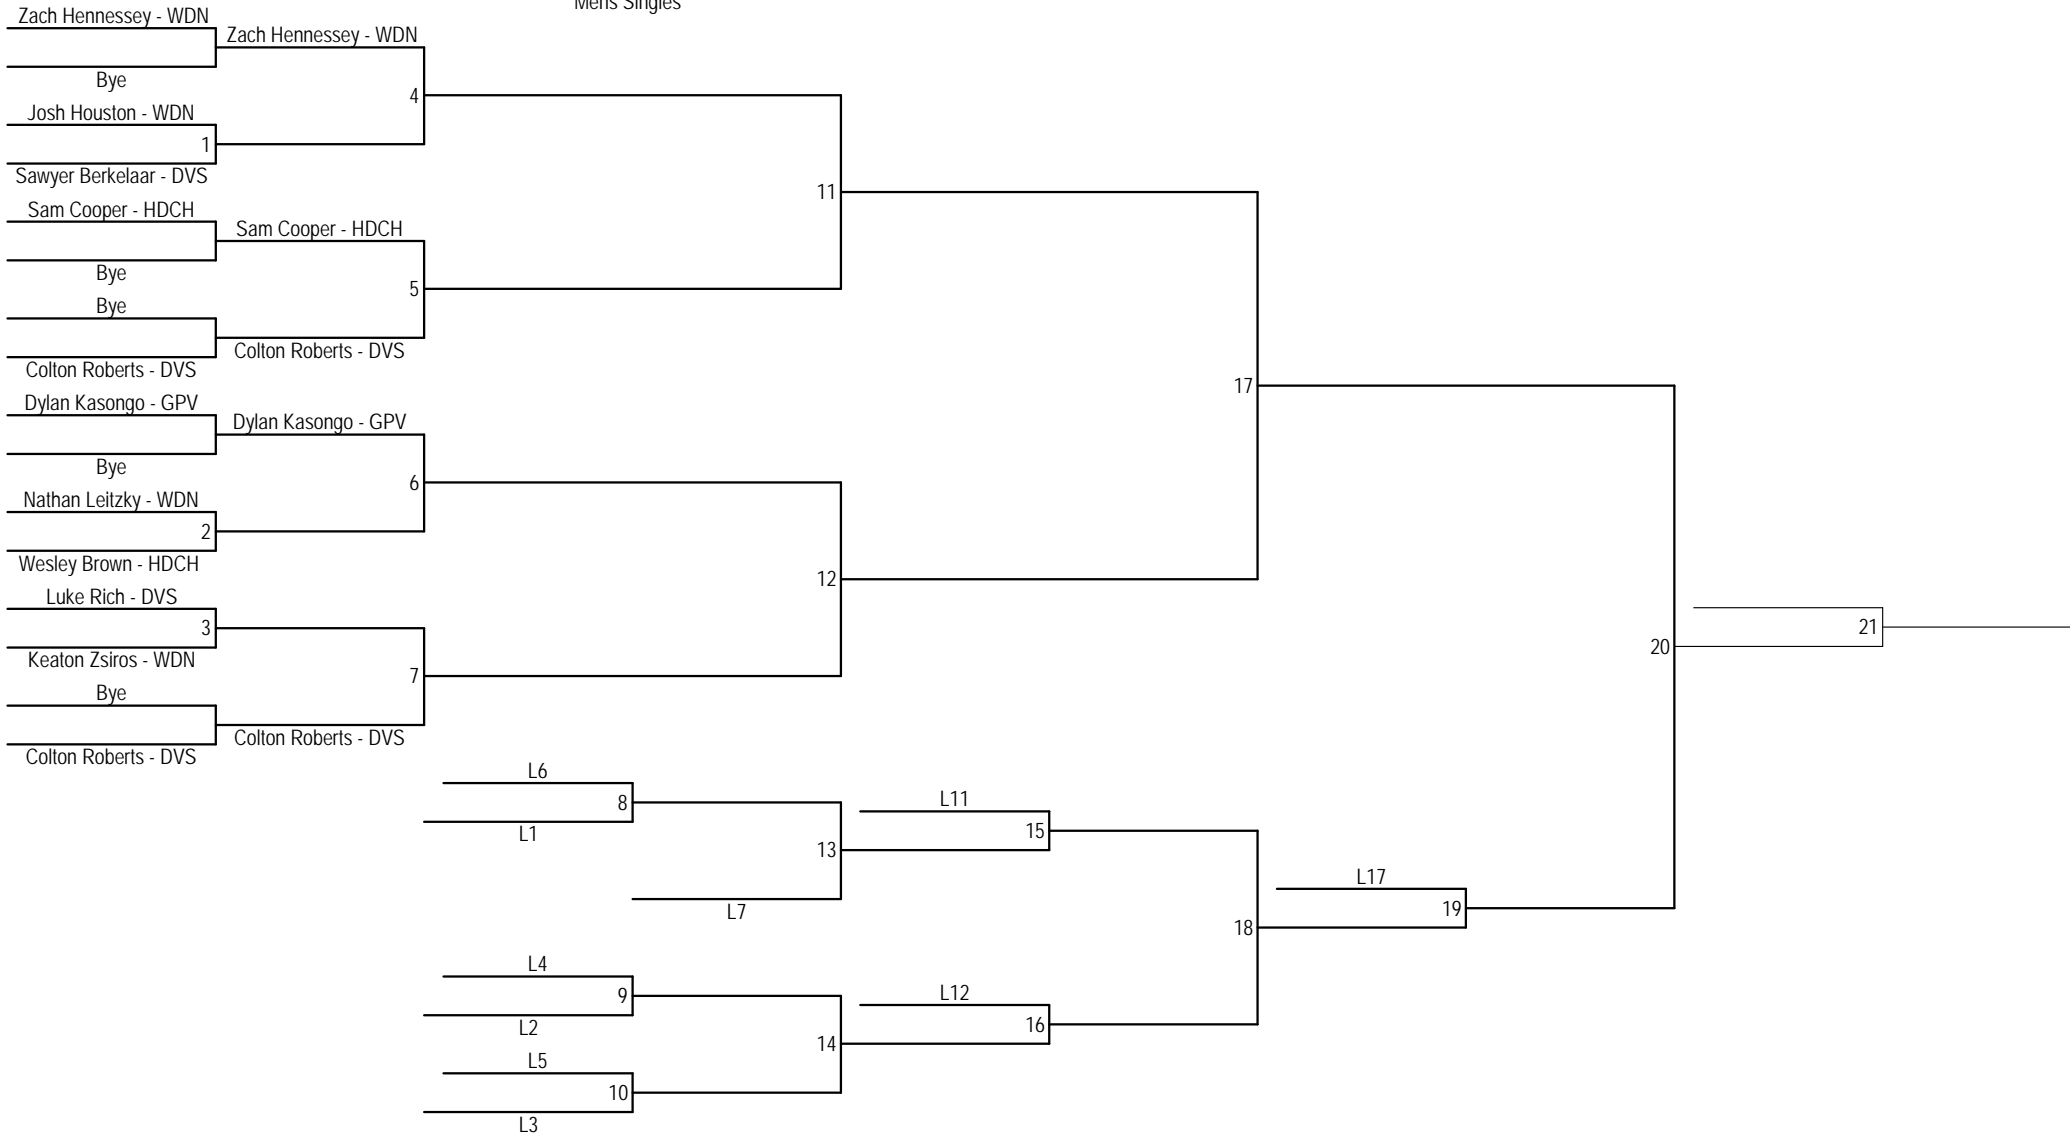 Mens Singles
Zach Hennessey - WDN
Zach Hennessey - WDN
Bye
4
Josh Houston - WDN
1
Sawyer Berkelaar - DVS
11
Sam Cooper - HDCH
Sam Cooper - HDCH
Bye
5
Bye
Colton Roberts - DVS
Colton Roberts - DVS
17
Dylan Kasongo - GPV
Dylan Kasongo - GPV
Bye
6
Nathan Leitzky - WDN
2
Wesley Brown - HDCH
12
Luke Rich - DVS
3
21
20
Keaton Zsiros - WDN
7
Bye
Colton Roberts - DVS
Colton Roberts - DVS
L6
8
L11
L1
15
13
L17
L7
19
18
L4
9
L12
L2
16
14
L5
10
L3